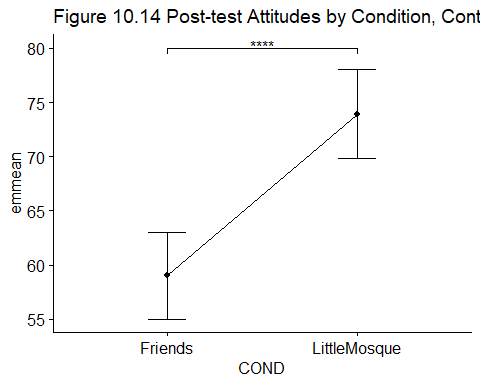 Figure 10.14 Post-test Attitudes by Condition, Cont
****
80
75
70
65
60
55
emmean
Friends
LittleMosque
COND